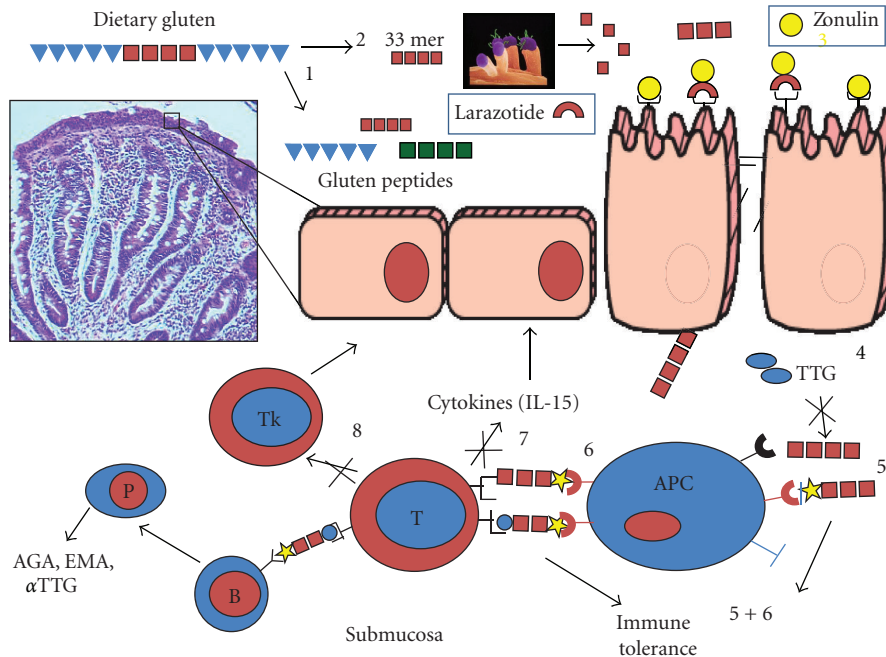 Dietary gluten
2
33 mer
1
Zonulin
3
Larazotide
Gluten peptides
4
TTG
Cytokines (IL-15)
Tk
8
7
6
5
APC
P
T
AGA, EMA,
αTTG
B
5 + 6
Immune
tolerance
Submucosa